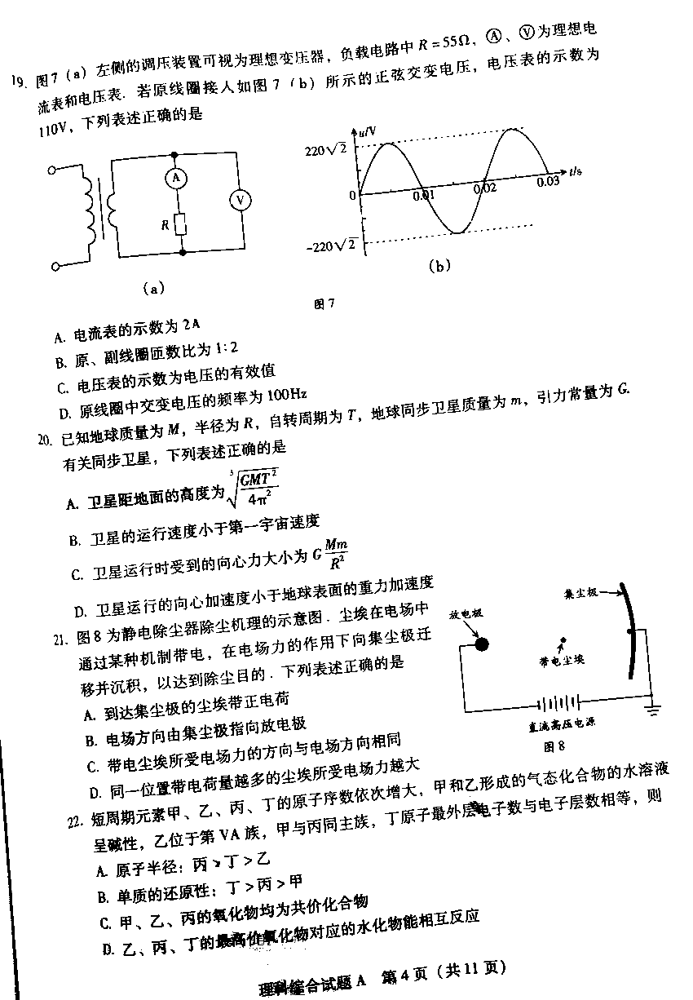 19. 图7（a）左侧的调压装置可视为理想变压器，负载电路中R=55Ω，Ⓐ、Ⓥ为理想电
流表和电压表．若原线圈接入如图7（b）所示的正弦交变电压，电压表的示数为
110V，下列表述正确的是
A
V
R
(a)
u/V
220√2
0
0.01
0.02
0.03
t/s
-220√2
(b)
图7
A. 电流表的示数为2A
B. 原、副线圈匝数比为1:2
C. 电压表的示数为电压的有效值
D. 原线圈中交变电压的频率为100Hz
20. 已知地球质量为M，半径为R，自转周期为T，地球同步卫星质量为m，引力常量为G.
有关同步卫星，下列表述正确的是
A. 卫星距地面的高度为∛(GMT²/4π²)
B. 卫星的运行速度小于第一宇宙速度
C. 卫星运行时受到的向心力大小为G Mm/R²
D. 卫星运行的向心加速度小于地球表面的重力加速度
21. 图8为静电除尘器除尘机理的示意图．尘埃在电场中
通过某种机制带电，在电场力的作用下向集尘极迁
移并沉积，以达到除尘目的．下列表述正确的是
A. 到达集尘极的尘埃带正电荷
B. 电场方向由集尘极指向放电极
C. 带电尘埃所受电场力的方向与电场方向相同
D. 同一位置带电荷量越多的尘埃所受电场力越大
放电极
集尘极
带电尘埃
直流高压电源
图8
22. 短周期元素甲、乙、丙、丁的原子序数依次增大，甲和乙形成的气态化合物的水溶液
呈碱性，乙位于第VA族，甲与丙同主族，丁原子最外层电子数与电子层数相等，则
A. 原子半径：丙>丁>乙
B. 单质的还原性：丁>丙>甲
C. 甲、乙、丙的氧化物均为共价化合物
D. 乙、丙、丁的最高价氧化物对应的水化物能相互反应
理科综合试题A 第4页（共11页）